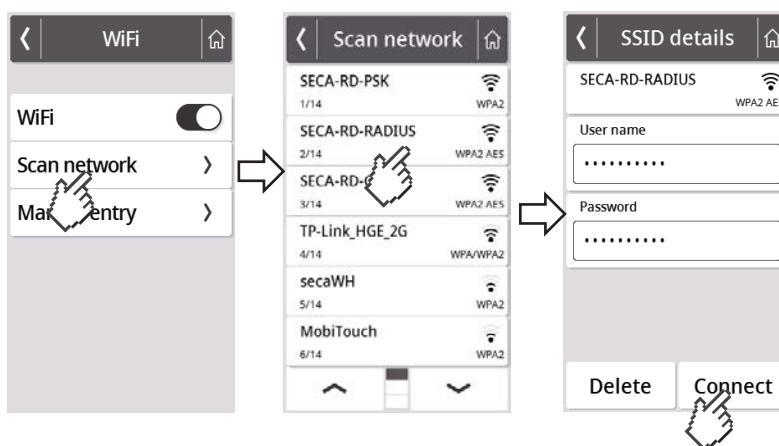 WiFi
WiFi
Scan network
Scan network
SECA-RD-PSK
1/14
WPA2
SECA-RD-RADIUS
2/14
WPA2 AES
SECA-RD-
3/14
WPA2 AES
TP-Link_HGE_2G
4/14
WPA/WPA2
secaWH
5/14
WPA2
MobiTouch
6/14
WPA2
SSID details
SECA-RD-RADIUS
WPA2 AE
User name
Password
Delete
Connect